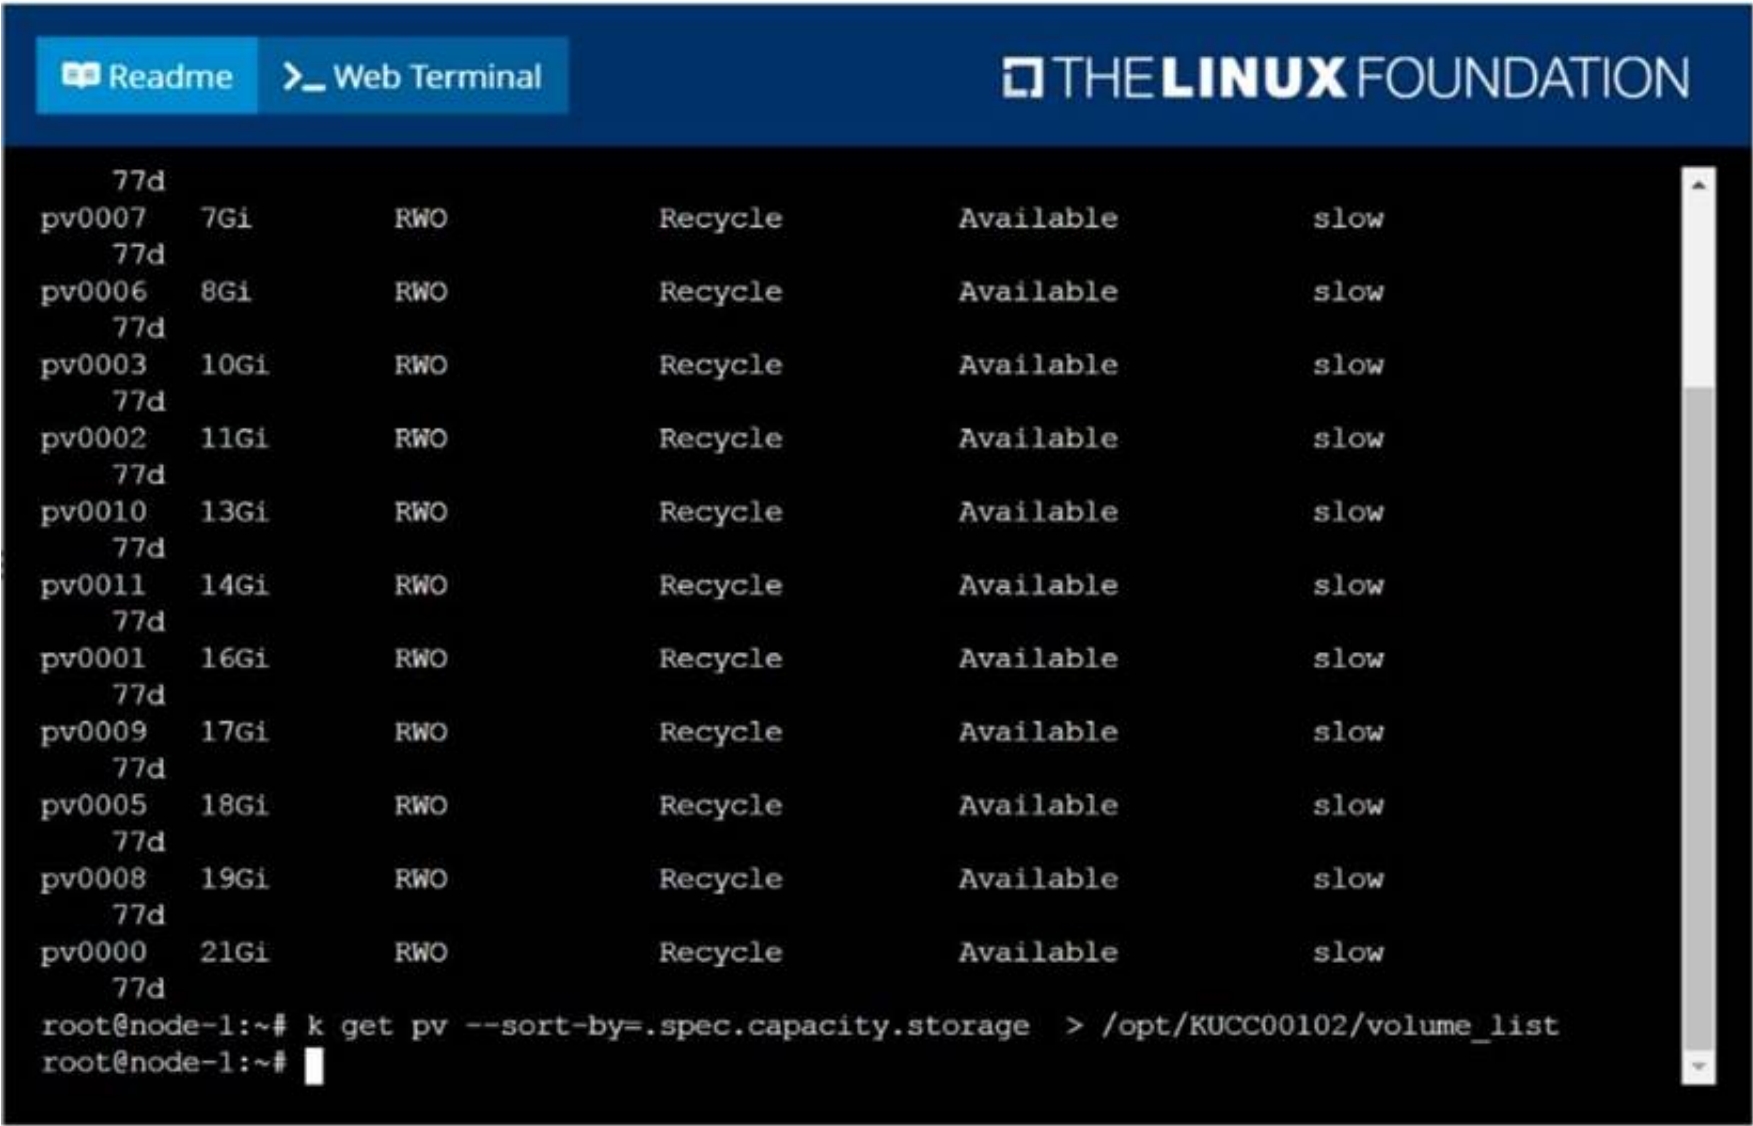 Readme >_ Web Terminal THE LINUX FOUNDATION
77d
pv0007 7Gi RWO Recycle Available slow
77d
pv0006 8Gi RWO Recycle Available slow
77d
pv0003 10Gi RWO Recycle Available slow
77d
pv0002 11Gi RWO Recycle Available slow
77d
pv0010 13Gi RWO Recycle Available slow
77d
pv0011 14Gi RWO Recycle Available slow
77d
pv0001 16Gi RWO Recycle Available slow
77d
pv0009 17Gi RWO Recycle Available slow
77d
pv0005 18Gi RWO Recycle Available slow
77d
pv0008 19Gi RWO Recycle Available slow
77d
pv0000 21Gi RWO Recycle Available slow
77d
root@node-1:~# k get pv --sort-by=.spec.capacity.storage > /opt/KUCC00102/volume_list
root@node-1:~#